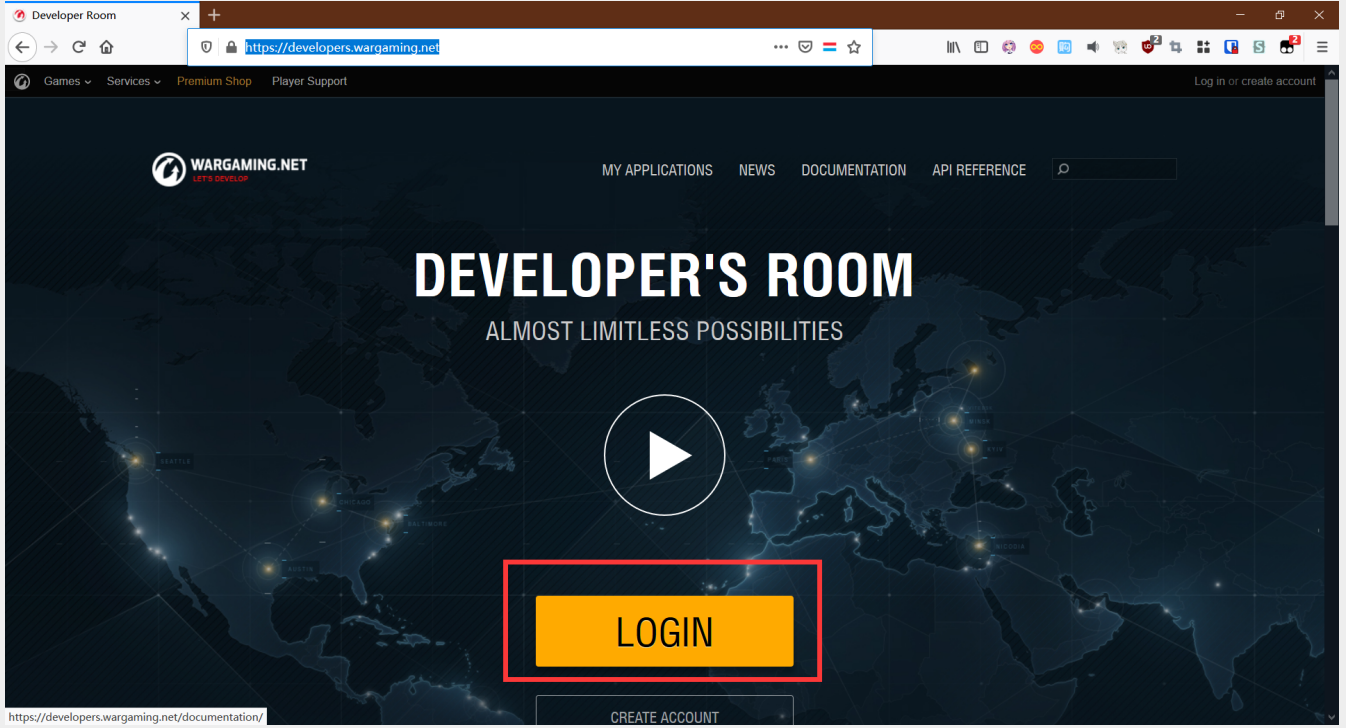 Developer Room
https://developers.wargaming.net
2
2
Games Services Premium Shop Player Support Log in or create account
WARGAMING.NET
LET'S DEVELOP
MY APPLICATIONS NEWS DOCUMENTATION API REFERENCE
DEVELOPER'S ROOM
ALMOST LIMITLESS POSSIBILITIES
MINSK
KYIV
SEATTLE
PARIS
CHICAGO
BALTIMORE
NICOSIA
AUSTIN
LOGIN
CREATE ACCOUNT
https://developers.wargaming.net/documentation/